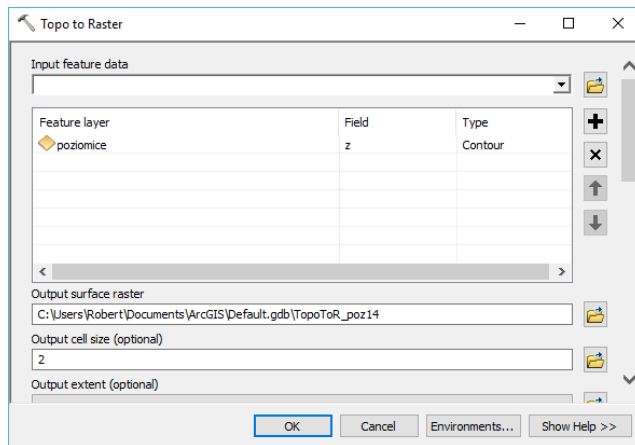 Topo to Raster
Input feature data
Feature layer Field Type
poziomice z Contour
Output surface raster
C:\Users\Robert\Documents\ArcGIS\Default.gdb\TopoToR_poz14
Output cell size (optional)
2
Output extent (optional)
OK Cancel Environments... Show Help >>